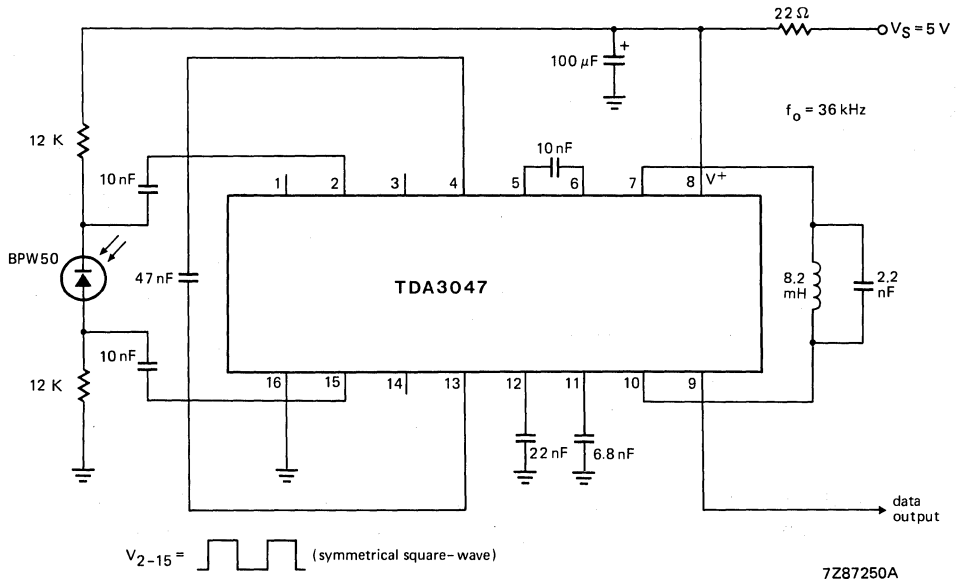 22 Ω
V_S = 5 V
100 μF
+
f_o = 36 kHz
12 K
10 nF
10 nF
1 2 3 4 5 6 7 8 V+
BPW50
47 nF
TDA3047
8.2 mH
2.2 nF
10 nF
12 K
16 15 14 13 12 11 10 9
22 nF
6.8 nF
data output
V_2-15 = (symmetrical square-wave)
7Z87250A